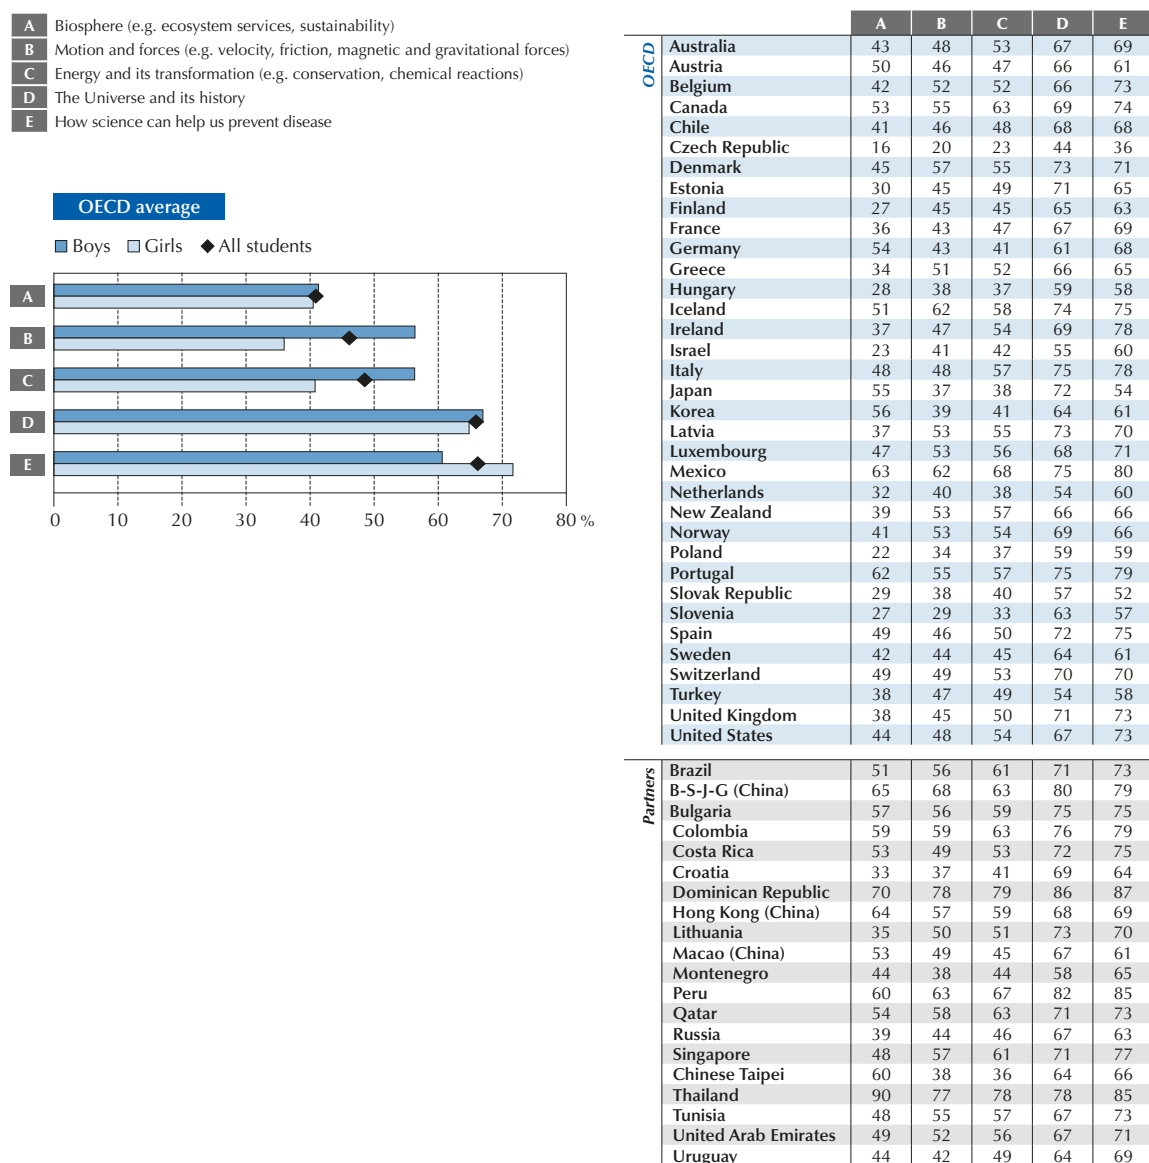 A Biosphere (e.g. ecosystem services, sustainability)
B Motion and forces (e.g. velocity, friction, magnetic and gravitational forces)
C Energy and its transformation (e.g. conservation, chemical reactions)
D The Universe and its history
E How science can help us prevent disease
OECD average
Boys Girls All students
A
B
C
D
E
0 10 20 30 40 50 60 70 80 %
A B C D E
OECD
Australia 43 48 53 67 69
Austria 50 46 47 66 61
Belgium 42 52 52 66 73
Canada 53 55 63 69 74
Chile 41 46 48 68 68
Czech Republic 16 20 23 44 36
Denmark 45 57 55 73 71
Estonia 30 45 49 71 65
Finland 27 45 45 65 63
France 36 43 47 67 69
Germany 54 43 41 61 68
Greece 34 51 52 66 65
Hungary 28 38 37 59 58
Iceland 51 62 58 74 75
Ireland 37 47 54 69 78
Israel 23 41 42 55 60
Italy 48 48 57 75 78
Japan 55 37 38 72 54
Korea 56 39 41 64 61
Latvia 37 53 55 73 70
Luxembourg 47 53 56 68 71
Mexico 63 62 68 75 80
Netherlands 32 40 38 54 60
New Zealand 39 53 57 66 66
Norway 41 53 54 69 66
Poland 22 34 37 59 59
Portugal 62 55 57 75 79
Slovak Republic 29 38 40 57 52
Slovenia 27 29 33 63 57
Spain 49 46 50 72 75
Sweden 42 44 45 64 61
Switzerland 49 49 53 70 70
Turkey 38 47 49 54 58
United Kingdom 38 45 50 71 73
United States 44 48 54 67 73
Partners
Brazil 51 56 61 71 73
B-S-J-G (China) 65 68 63 80 79
Bulgaria 57 56 59 75 75
Colombia 59 59 63 76 79
Costa Rica 53 49 53 72 75
Croatia 33 37 41 69 64
Dominican Republic 70 78 79 86 87
Hong Kong (China) 64 57 59 68 69
Lithuania 35 50 51 73 70
Macao (China) 53 49 45 67 61
Montenegro 44 38 44 58 65
Peru 60 63 67 82 85
Qatar 54 58 63 71 73
Russia 39 44 46 67 63
Singapore 48 57 61 71 77
Chinese Taipei 60 38 36 64 66
Thailand 90 77 78 78 85
Tunisia 48 55 57 67 73
United Arab Emirates 49 52 56 67 71
Uruguay 44 42 49 64 69